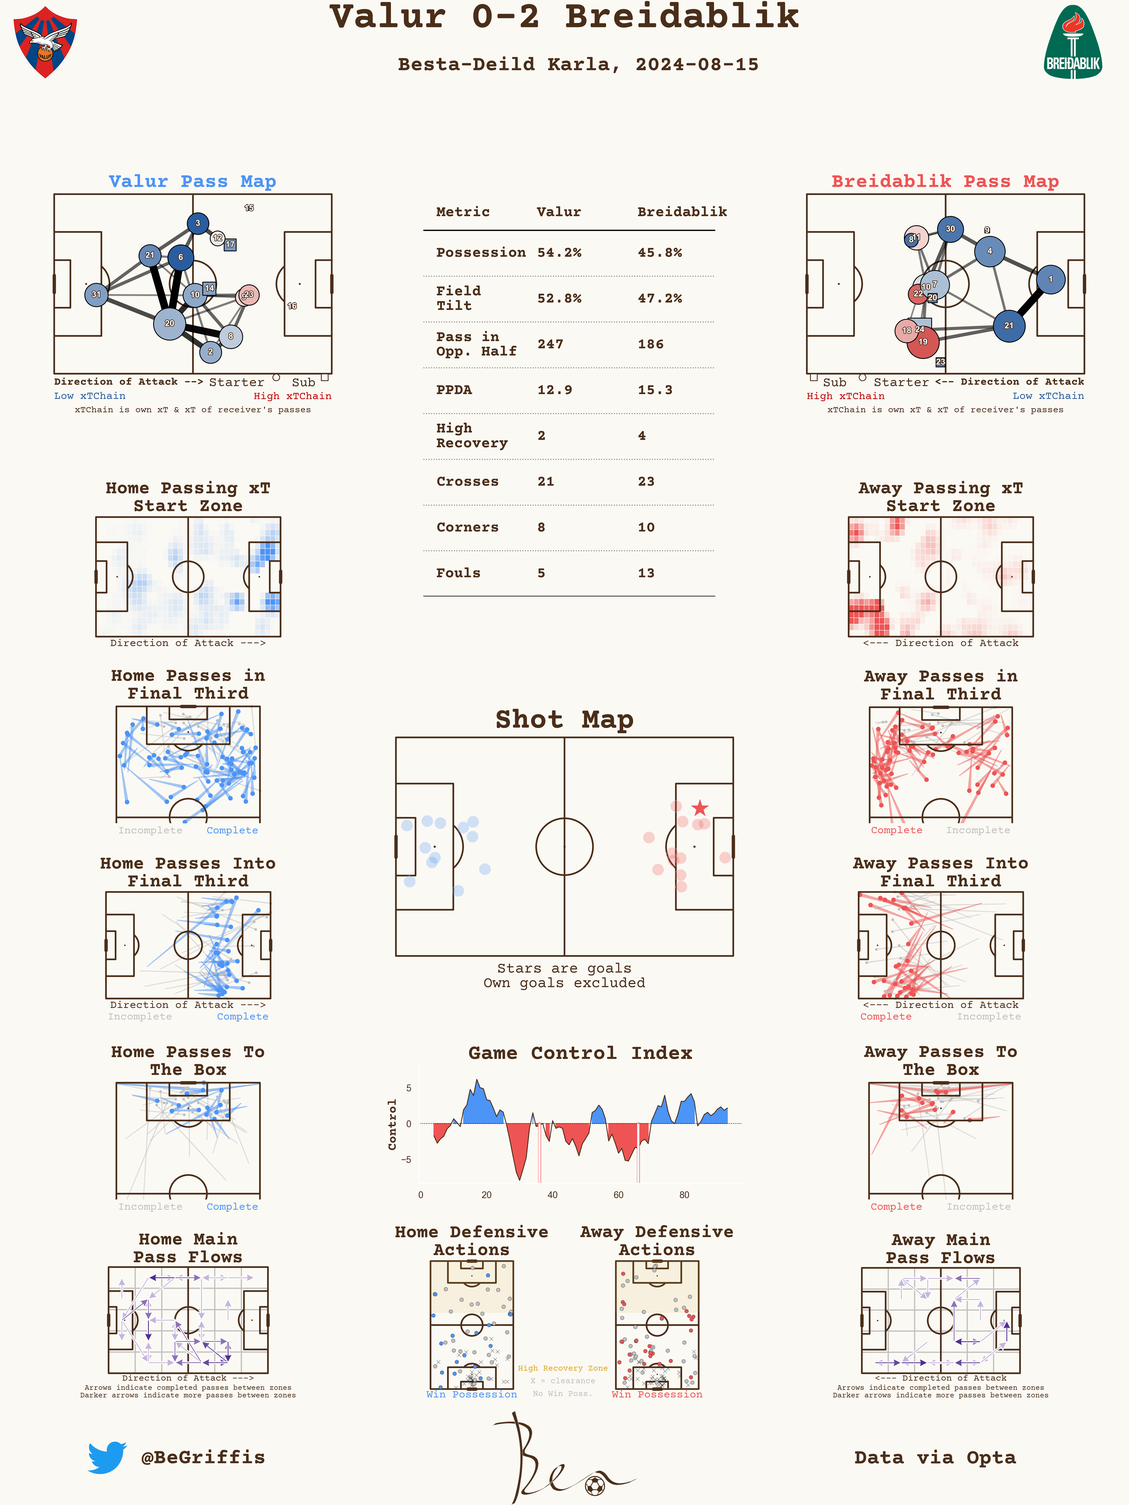 Valur 0-2 Breidablik
Besta-Deild Karla, 2024-08-15
BREIÐABLIK
Valur Pass Map
15
3
12
17
21
6
14
31
10
23
16
20
8
2
Direction of Attack --> Starter Sub
Low xTChain High xTChain
xTChain is own xT & xT of receiver's passes
Metric Valur Breidablik
Possession 54.2% 45.8%
Field
Tilt 52.8% 47.2%
Pass in
Opp. Half 247 186
PPDA 12.9 15.3
High
Recovery 2 4
Crosses 21 23
Corners 8 10
Fouls 5 13
Breidablik Pass Map
30
9
8
11
4
1
7
10
22
20
21
18
24
19
23
Sub Starter <-- Direction of Attack
High xTChain Low xTChain
xTChain is own xT & xT of receiver's passes
Home Passing xT
Start Zone
Direction of Attack --->
Away Passing xT
Start Zone
<--- Direction of Attack
Home Passes in
Final Third
Incomplete Complete
Away Passes in
Final Third
Complete Incomplete
Shot Map
Stars are goals
Own goals excluded
Home Passes Into
Final Third
Direction of Attack --->
Incomplete Complete
Away Passes Into
Final Third
<--- Direction of Attack
Complete Incomplete
Home Passes To
The Box
Incomplete Complete
Game Control Index
Control
5
0
−5
0 20 40 60 80
Away Passes To
The Box
Complete Incomplete
Home Main
Pass Flows
Direction of Attack --->
Arrows indicate completed passes between zones
Darker arrows indicate more passes between zones
Home Defensive
Actions
Win Possession
High Recovery Zone
X = clearance
No Win Poss.
Away Defensive
Actions
Win Possession
Away Main
Pass Flows
<--- Direction of Attack
Arrows indicate completed passes between zones
Darker arrows indicate more passes between zones
@BeGriffis
Bea
Data via Opta